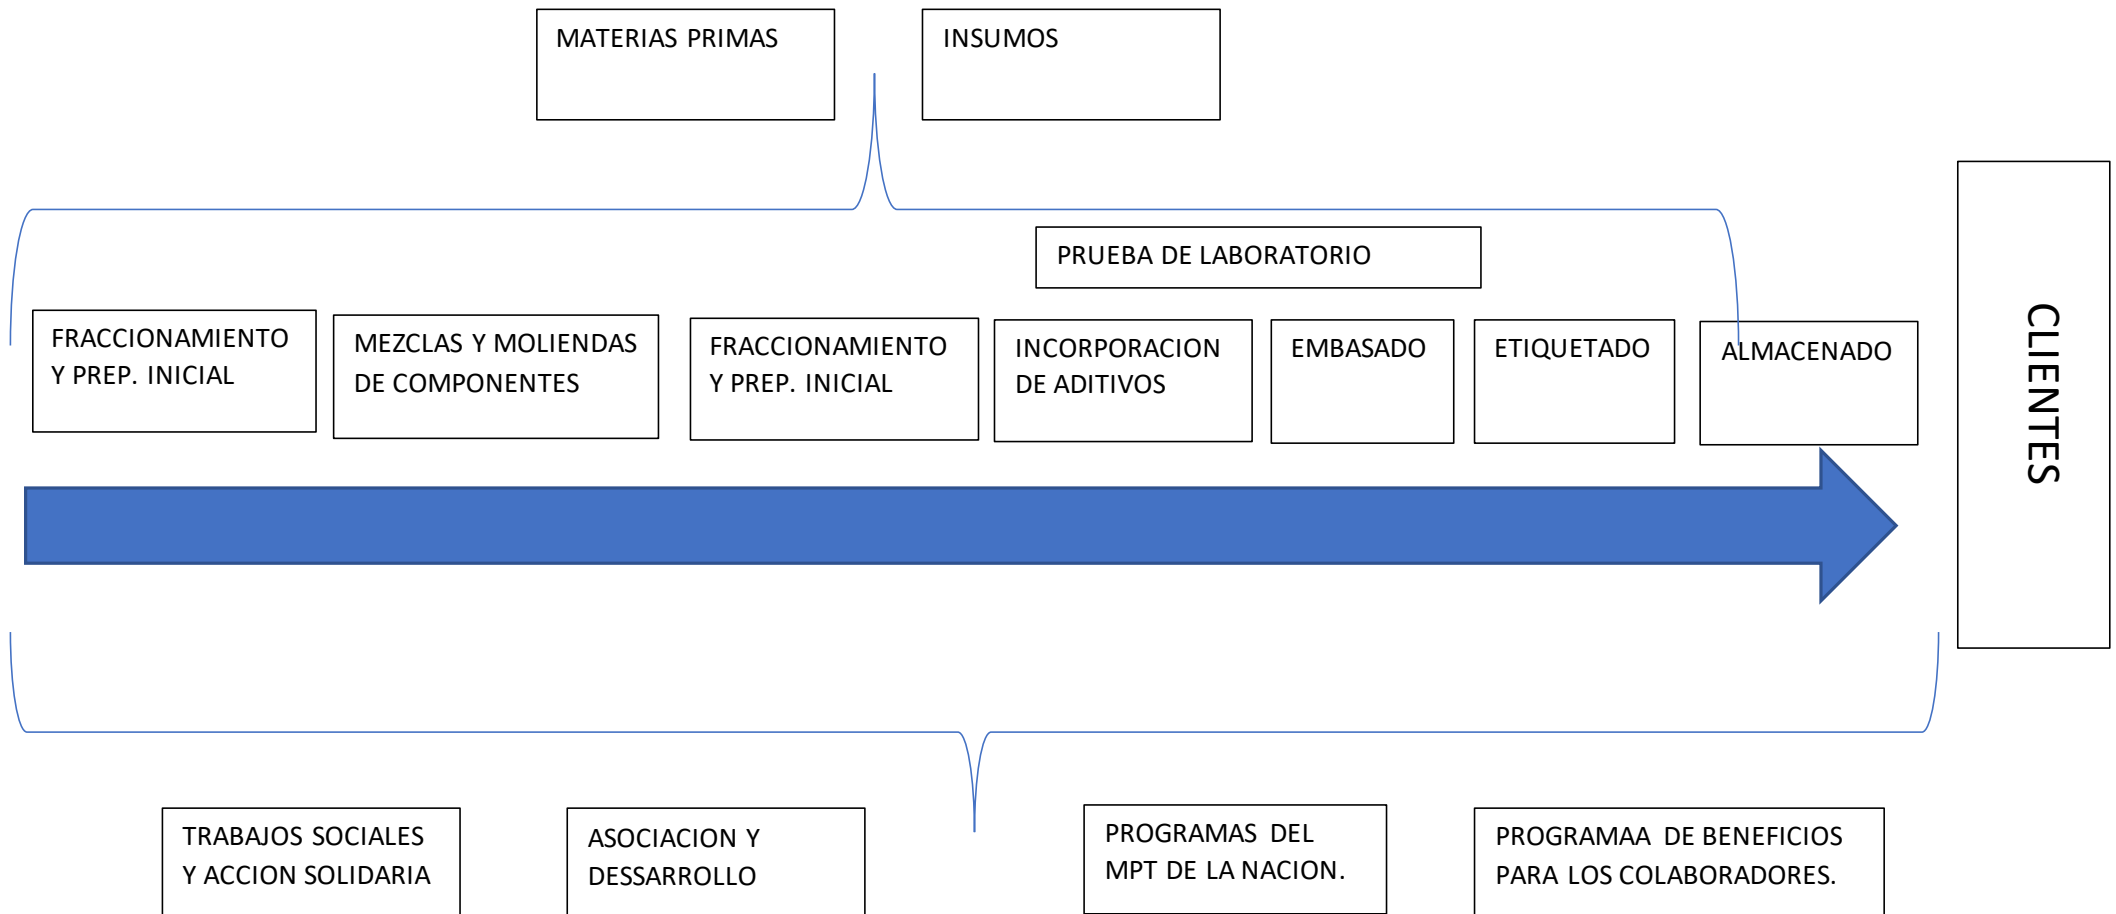 MATERIAS PRIMAS
INSUMOS
PRUEBA DE LABORATORIO
FRACCIONAMIENTO
Y PREP. INICIAL
MEZCLAS Y MOLIENDAS
DE COMPONENTES
FRACCIONAMIENTO
Y PREP. INICIAL
INCORPORACION
DE ADITIVOS
EMBASADO
ETIQUETADO
ALMACENADO
CLIENTES
TRABAJOS SOCIALES
Y ACCION SOLIDARIA
ASOCIACION Y
DESSARROLLO
PROGRAMAS DEL
MPT DE LA NACION.
PROGRAMAA DE BENEFICIOS
PARA LOS COLABORADORES.